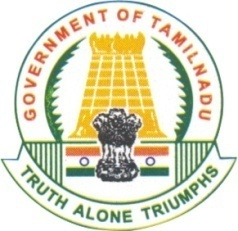 GOVERNMENT OF TAMILNADU
TRUTH ALONE TRIUMPHS